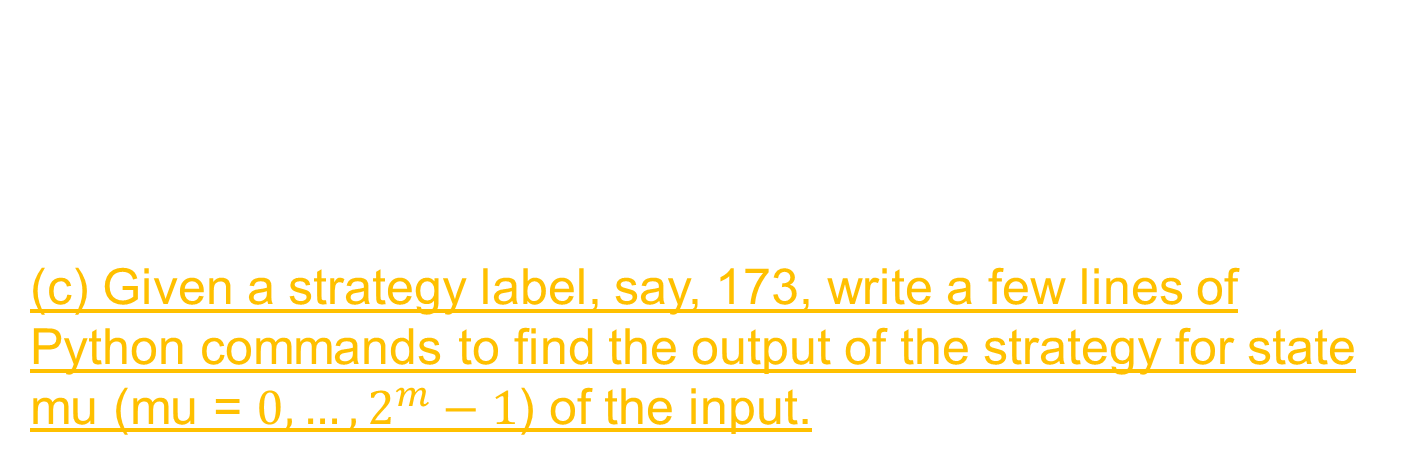 (c) Given a strategy label, say, 173, write a few lines of
Python commands to find the output of the strategy for state
mu (mu = 0, … , 2ᵐ − 1) of the input.